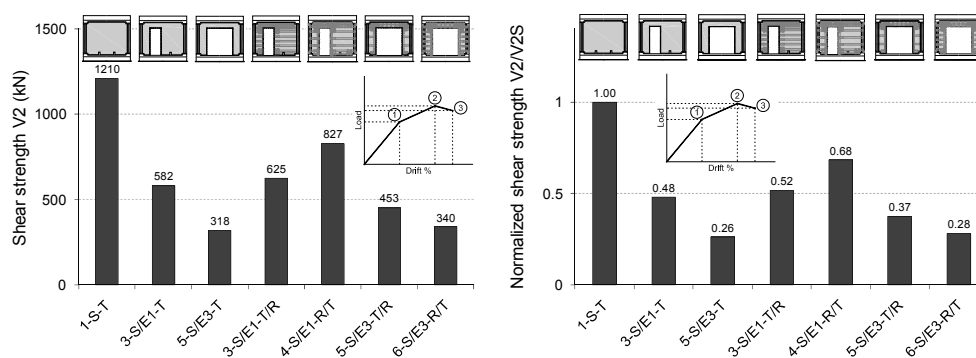 Shear strength V2 (kN)
1500
1000
500
0
1210
582
318
625
827
453
340
1
2
3
Load
Drift %
1-S-T
3-S/E1-T
5-S/E3-T
3-S/E1-T/R
4-S/E1-R/T
5-S/E3-T/R
6-S/E3-R/T
Normalized shear strength V2/V2S
1
0.5
0
1.00
0.48
0.26
0.52
0.68
0.37
0.28
1
2
3
Load
Drift %
1-S-T
3-S/E1-T
5-S/E3-T
3-S/E1-T/R
4-S/E1-R/T
5-S/E3-T/R
6-S/E3-R/T